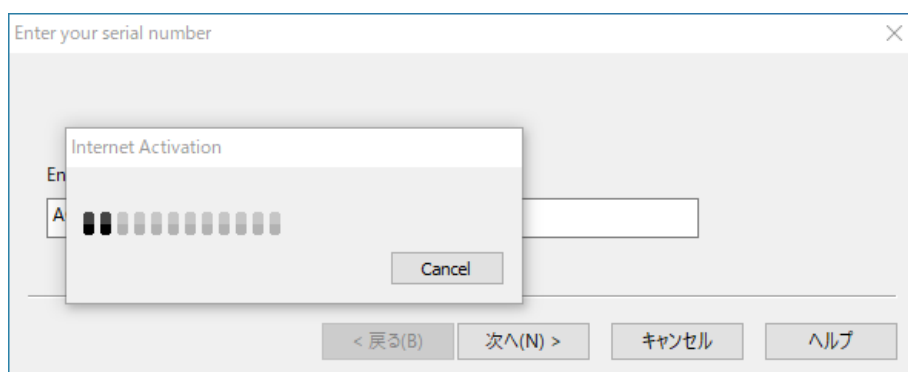 Enter your serial number
Internet Activation
En
A
Cancel
< 戻る(B)
次へ(N) >
キャンセル
ヘルプ